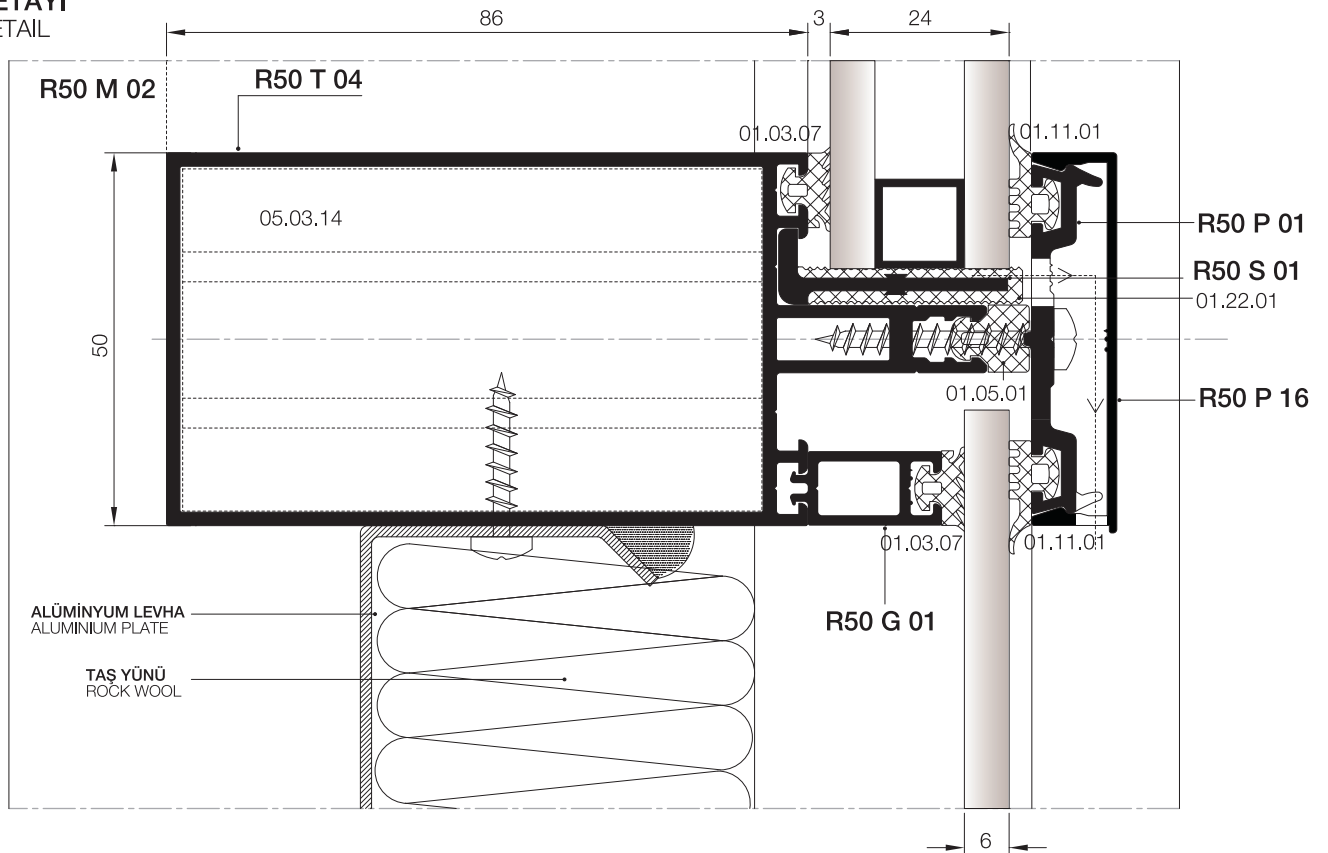 ETAIL
86
3
24
R50 M 02
R50 T 04
01.03.07
01.11.01
05.03.14
R50 P 01
R50 S 01
01.22.01
50
01.05.01
R50 P 16
01.03.07
01.11.01
R50 G 01
ALÜMİNYUM LEVHA
ALUMINIUM PLATE
TAŞ YÜNÜ
ROCK WOOL
6